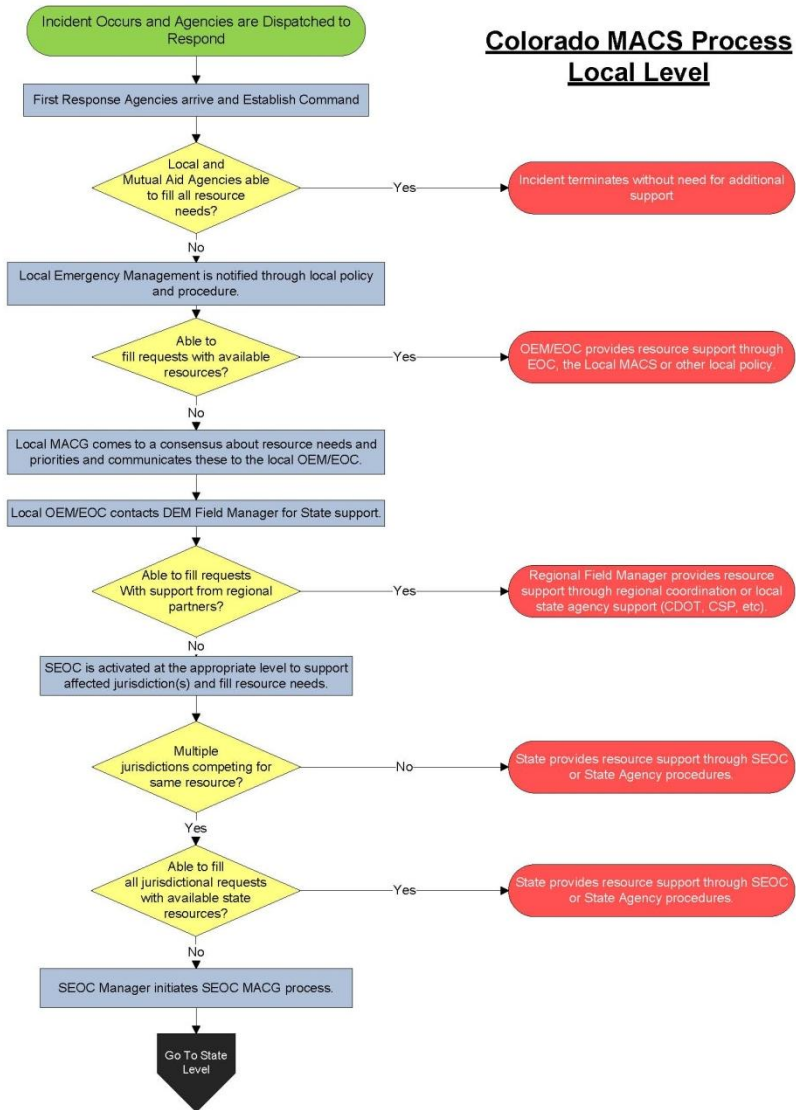 Colorado MACS Process
Local Level
Incident Occurs and Agencies are Dispatched to
Respond
First Response Agencies arrive and Establish Command
Local and
Mutual Aid Agencies able
to fill all resource
needs?
Yes
Incident terminates without need for additional
support
No
Local Emergency Management is notified through local policy
and procedure.
Able to
fill requests with available
resources?
Yes
OEM/EOC provides resource support through
EOC, the Local MACS or other local policy.
No
Local MACG comes to a consensus about resource needs and
priorities and communicates these to the local OEM/EOC.
Local OEM/EOC contacts DEM Field Manager for State support.
Able to fill requests
With support from regional
partners?
Yes
Regional Field Manager provides resource
support through regional coordination or local
state agency support (CDOT, CSP, etc).
No
SEOC is activated at the appropriate level to support
affected jurisdiction(s) and fill resource needs.
Multiple
jurisdictions competing for
same resource?
No
State provides resource support through SEOC
or State Agency procedures.
Yes
Able to fill
all jurisdictional requests
with available state
resources?
Yes
State provides resource support through SEOC
or State Agency procedures.
No
SEOC Manager initiates SEOC MACG process.
Go To State
Level